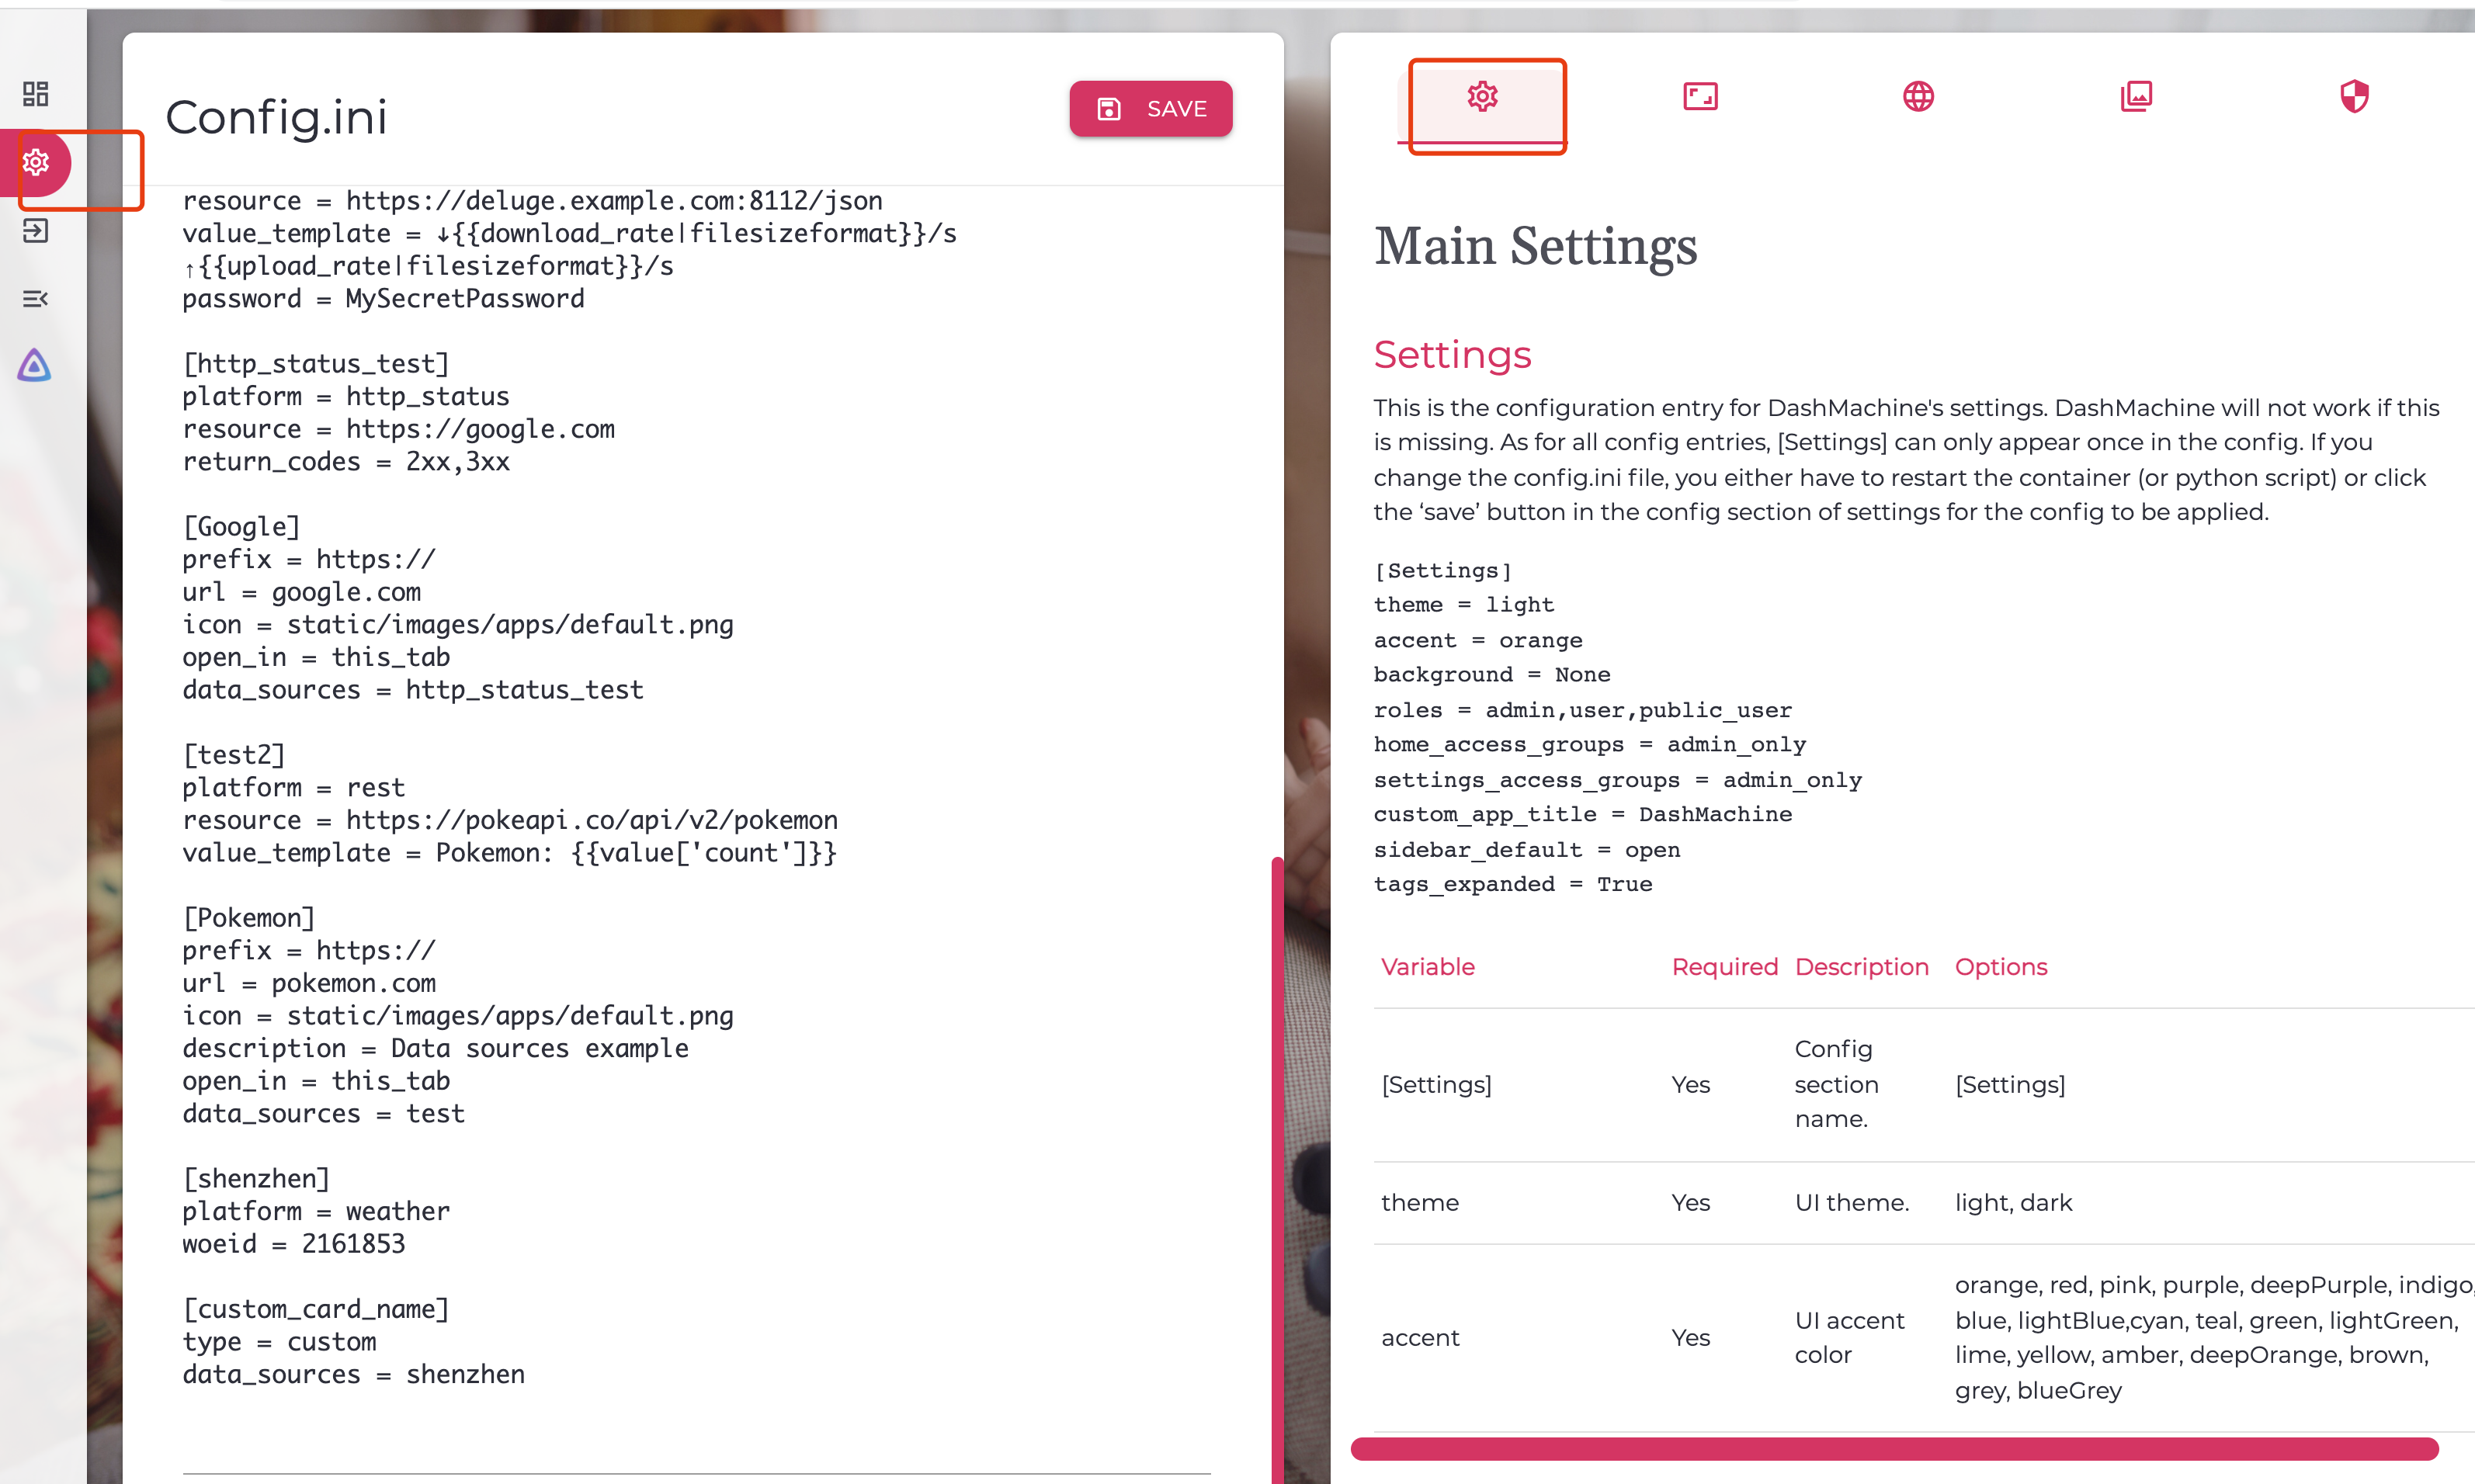 Config.ini
SAVE
resource = https://deluge.example.com:8112/json
value_template = ↓{{download_rate|filesizeformat}}/s
↑{{upload_rate|filesizeformat}}/s
password = MySecretPassword
[http_status_test]
platform = http_status
resource = https://google.com
return_codes = 2xx,3xx
[Google]
prefix = https://
url = google.com
icon = static/images/apps/default.png
open_in = this_tab
data_sources = http_status_test
[test2]
platform = rest
resource = https://pokeapi.co/api/v2/pokemon
value_template = Pokemon: {{value['count']}}
[Pokemon]
prefix = https://
url = pokemon.com
icon = static/images/apps/default.png
description = Data sources example
open_in = this_tab
data_sources = test
[shenzhen]
platform = weather
woeid = 2161853
[custom_card_name]
type = custom
data_sources = shenzhen
Main Settings
Settings
This is the configuration entry for DashMachine's settings. DashMachine will not work if this
is missing. As for all config entries, [Settings] can only appear once in the config. If you
change the config.ini file, you either have to restart the container (or python script) or click
the ‘save’ button in the config section of settings for the config to be applied.
[Settings]
theme = light
accent = orange
background = None
roles = admin,user,public_user
home_access_groups = admin_only
settings_access_groups = admin_only
custom_app_title = DashMachine
sidebar_default = open
tags_expanded = True
Variable Required Description Options
[Settings] Yes Config section name. [Settings]
theme Yes UI theme. light, dark
accent Yes UI accent color orange, red, pink, purple, deepPurple, indigo,
blue, lightBlue,cyan, teal, green, lightGreen,
lime, yellow, amber, deepOrange, brown,
grey, blueGrey